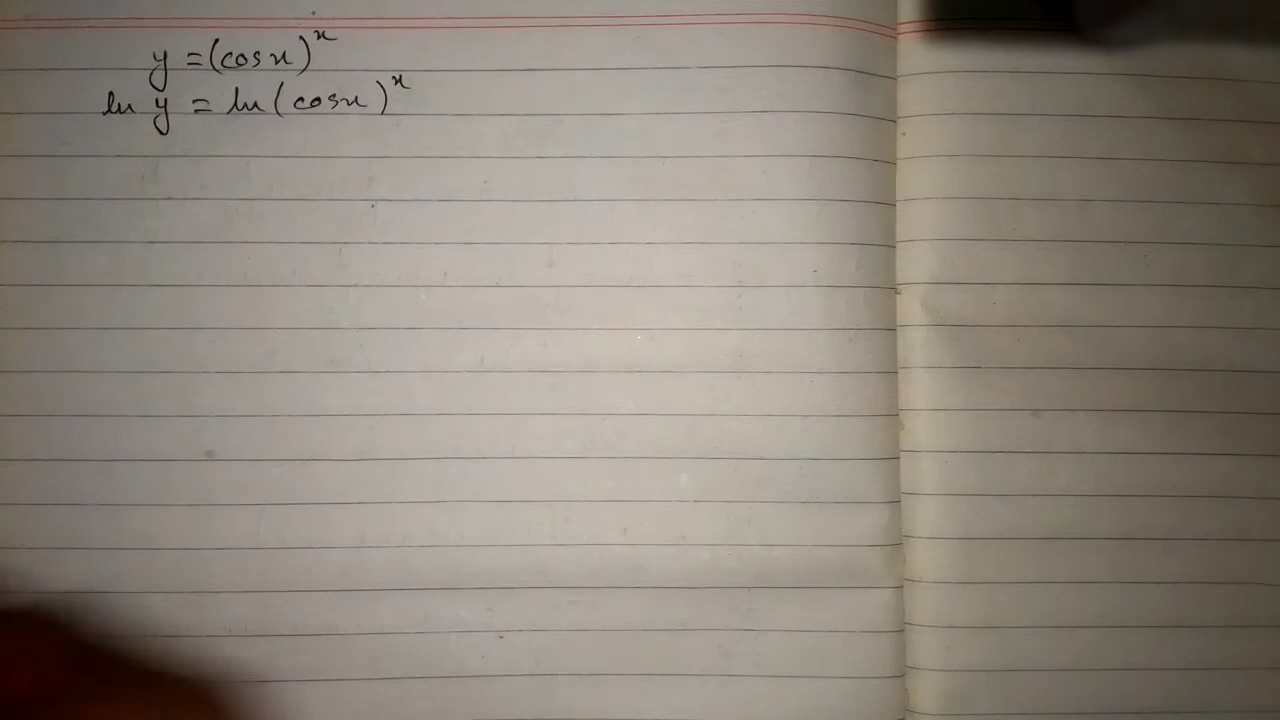 y = (cos x)^x
ln y = ln (cos x)^x